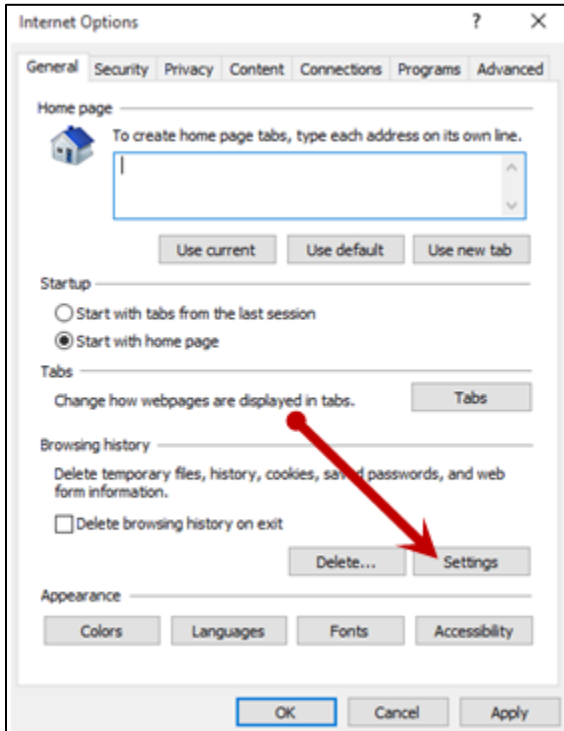 Internet Options ? ×
General Security Privacy Content Connections Programs Advanced
Home page
To create home page tabs, type each address on its own line.
Use current Use default Use new tab
Startup
Start with tabs from the last session
Start with home page
Tabs
Change how webpages are displayed in tabs. Tabs
Browsing history
Delete temporary files, history, cookies, saved passwords, and web
form information.
Delete browsing history on exit
Delete... Settings
Appearance
Colors Languages Fonts Accessibility
OK Cancel Apply